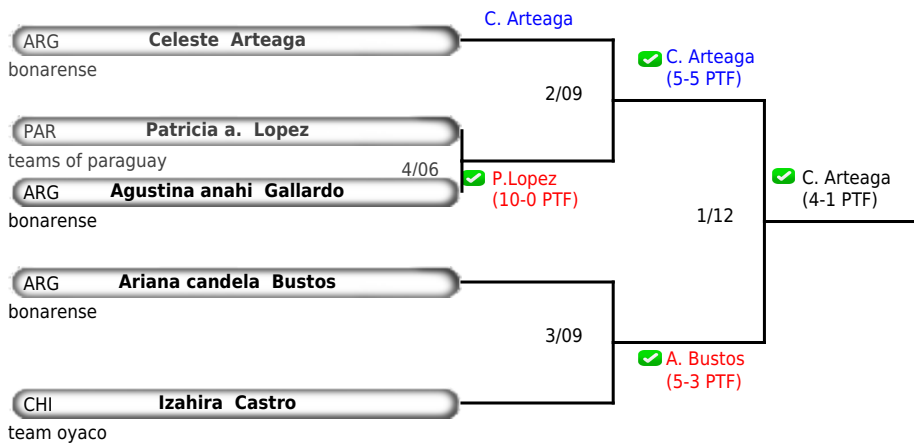 C. Arteaga
ARG Celeste Arteaga
bonarense
C. Arteaga
(5-5 PTF)
2/09
PAR Patricia a. Lopez
teams of paraguay
4/06
ARG Agustina anahi Gallardo
bonarense
P.Lopez
(10-0 PTF)
C. Arteaga
(4-1 PTF)
1/12
ARG Ariana candela Bustos
bonarense
3/09
A. Bustos
(5-3 PTF)
CHI Izahira Castro
team oyaco